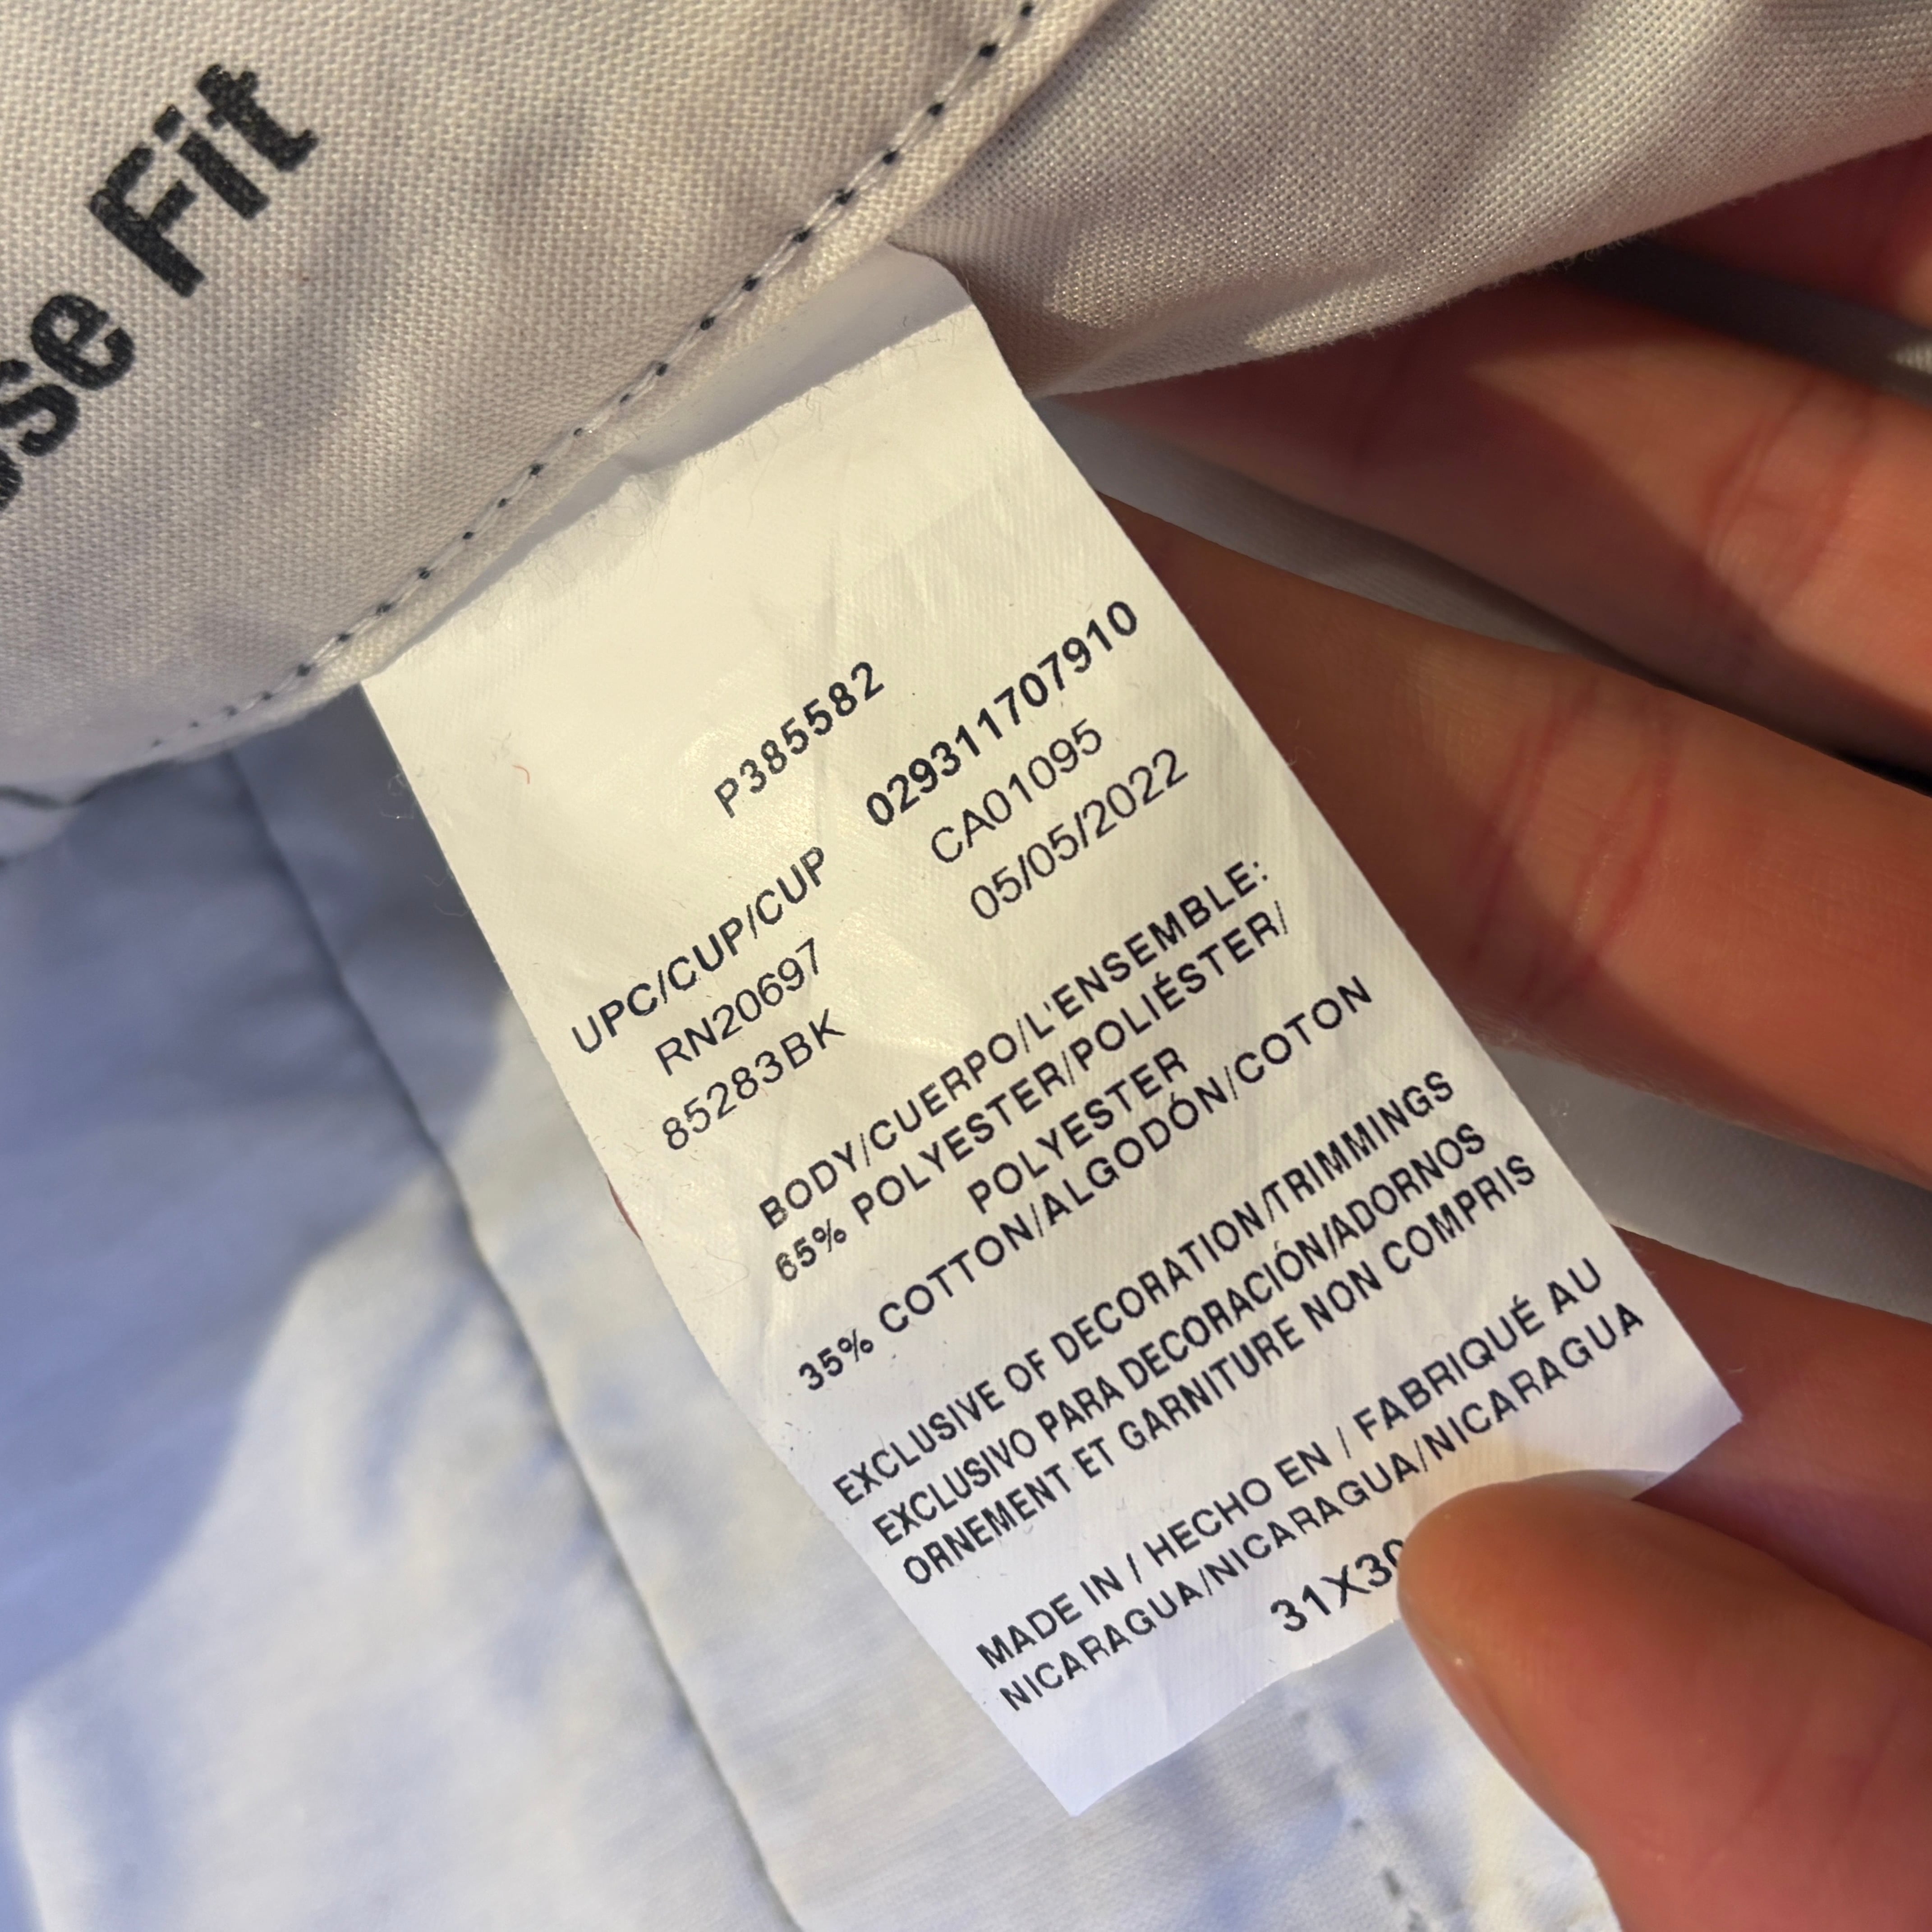 Fit
P385582
UPC/CUP/CUP 029311707910
RN20697 CA01095
85283BK 05/05/2022
BODY/CUERPO/L'ENSEMBLE:
65% POLYESTER/POLIÉSTER/
POLYESTER
35% COTTON/ALGODÓN/COTON
EXCLUSIVE OF DECORATION/TRIMMINGS
EXCLUSIVO PARA DECORACIÓN/ADORNOS
ORNEMENT ET GARNITURE NON COMPRIS
MADE IN / HECHO EN / FABRIQUÉ AU
NICARAGUA/NICARAGUA/NICARAGUA
31X30